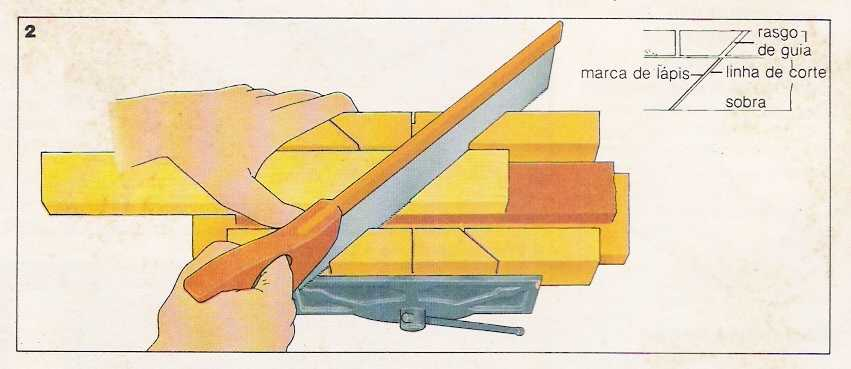 2
rasgo
de guia
marca de lápis
linha de corte
sobra